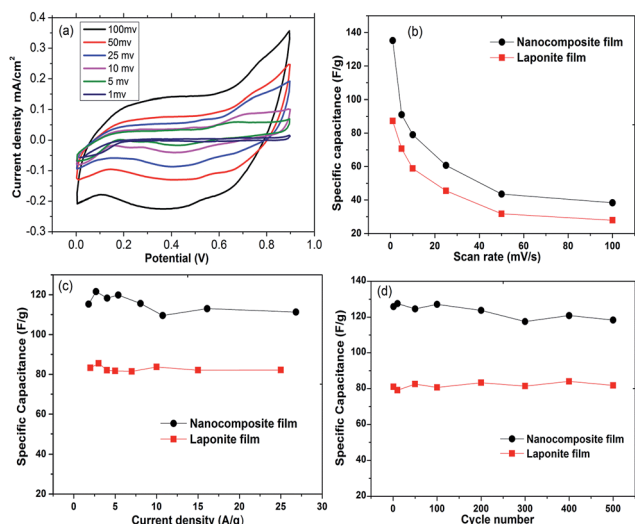 (a)
100mv
50mv
25 mv
10 mv
5 mv
1mv
Current density mA/cm²
0.4
0.3
0.2
0.1
0.0
-0.1
-0.2
-0.3
0.0 0.2 0.4 0.6 0.8 1.0
Potential (V)
(b)
Nanocomposite film
Laponite film
Specific capacitance (F/g)
140
120
100
80
60
40
20
0 20 40 60 80 100
Scan rate (mV/s)
(c)
Nanocomposite film
Laponite film
Specific Capacitance (F/g)
120
100
80
60
40
20
0 5 10 15 20 25
Current density (A/g)
(d)
Nanocomposite film
Laponite film
Specific Capacitance (F/g)
140
120
100
80
60
40
20
0 100 200 300 400 500
Cycle number